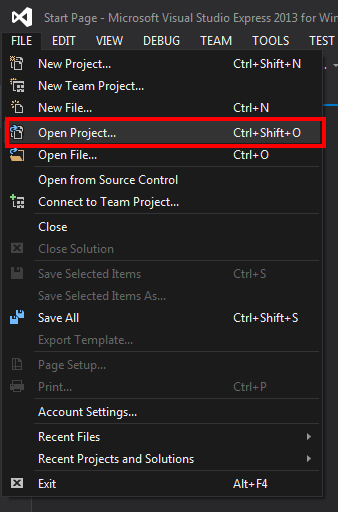 Start Page - Microsoft Visual Studio Express 2013 for Win
FILE EDIT VIEW DEBUG TEAM TOOLS TEST
New Project... Ctrl+Shift+N
New Team Project...
New File... Ctrl+N
Open Project... Ctrl+Shift+O
Open File... Ctrl+O
Open from Source Control
Connect to Team Project...
Close
Close Solution
Save Selected Items Ctrl+S
Save Selected Items As...
Save All Ctrl+Shift+S
Export Template...
Page Setup...
Print... Ctrl+P
Account Settings...
Recent Files
Recent Projects and Solutions
Exit Alt+F4